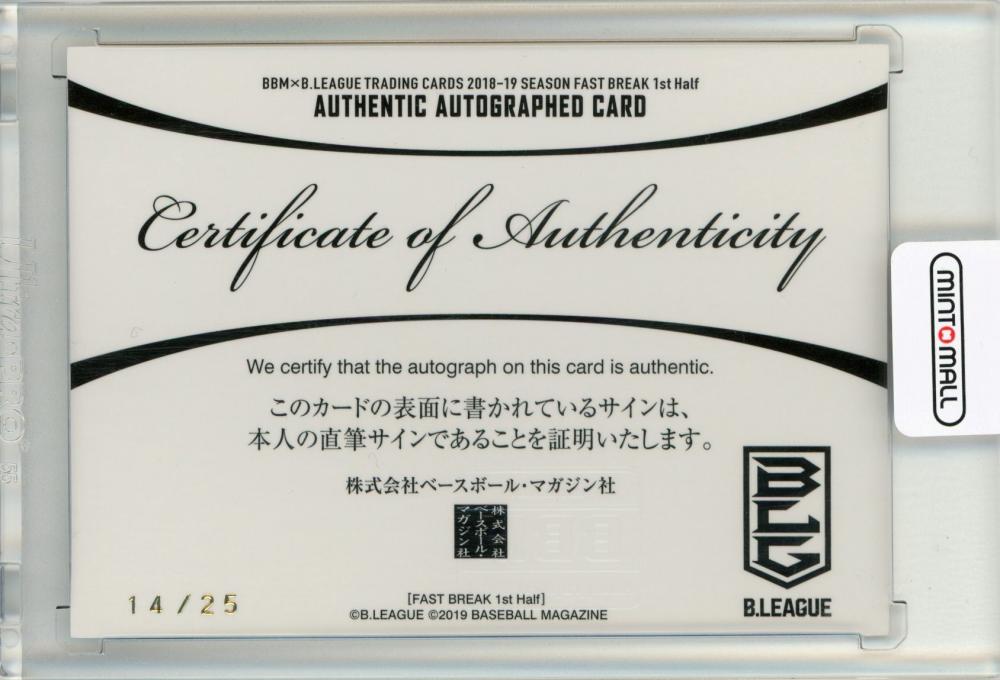 BBM×B.LEAGUE TRADING CARDS 2018-19 SEASON FAST BREAK 1st Half
AUTHENTIC AUTOGRAPHED CARD
Certificate of Authenticity
We certify that the autograph on this card is authentic.
このカードの表面に書かれているサインは、
本人の直筆サインであることを証明いたします。
株式会社ベースボール・マガジン社
株式会社
ベースボール・
マガジン社
14/25
[FAST BREAK 1st Half]
©B.LEAGUE ©2019 BASEBALL MAGAZINE
BLG
B.LEAGUE
MINTMALL